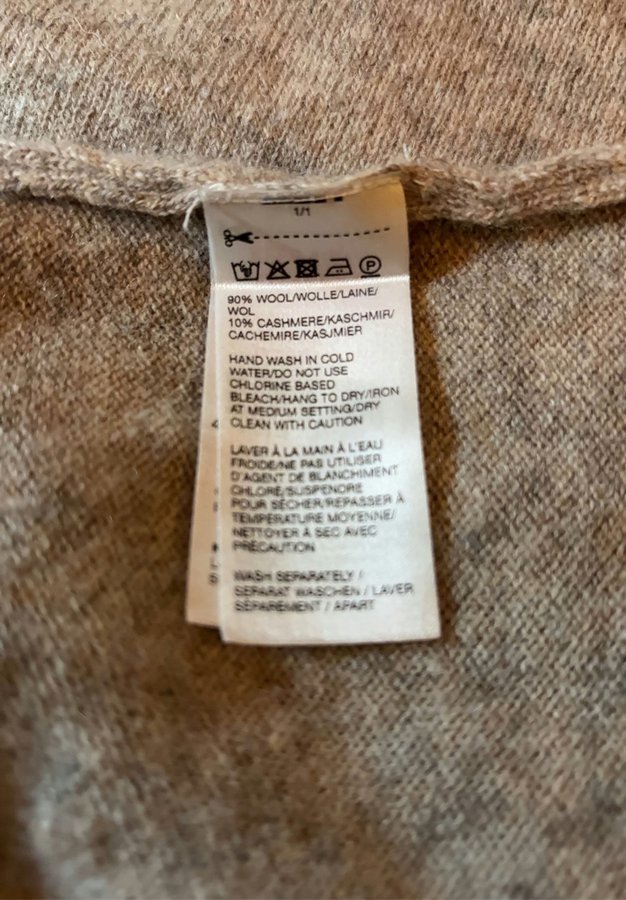 1/1
90% WOOL/WOLLE/LAINE/
WOL
10% CASHMERE/KASCHMIR/
CACHEMIRE/KASJMIER
HAND WASH IN COLD
WATER/DO NOT USE
CHLORINE BASED
BLEACH/HANG TO DRY/IRON
AT MEDIUM SETTING/DRY
CLEAN WITH CAUTION
LAVER À LA MAIN À L'EAU
FROIDE/NE PAS UTILISER
D'AGENT DE BLANCHIMENT
CHLORÉ/SUSPENDRE
POUR SÉCHER/REPASSER À
TEMPÉRATURE MOYENNE/
NETTOYER À SEC AVEC
PRÉCAUTION
WASH SEPARATELY /
SEPARAT WASCHEN / LAVER
SÉPARÉMENT / APART